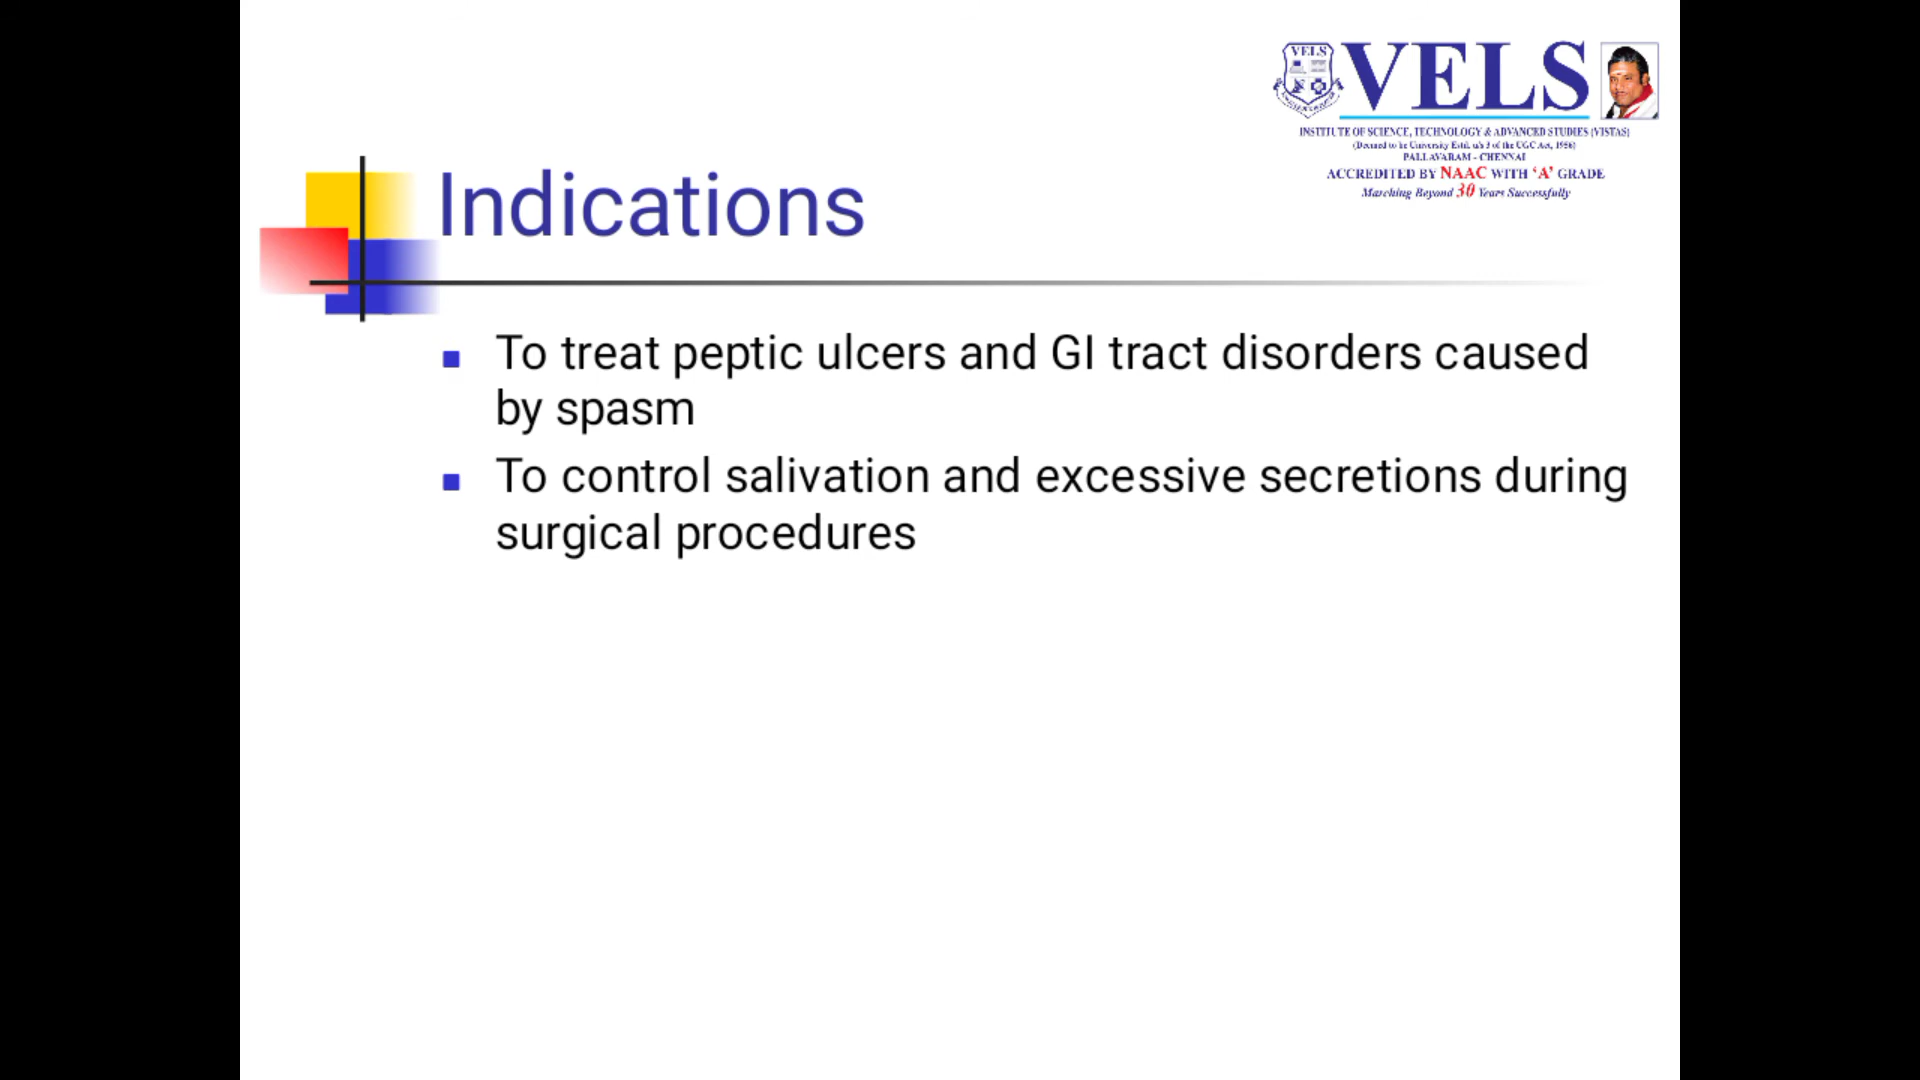 VELS
VELS
INSTITUTE OF SCIENCE, TECHNOLOGY & ADVANCED STUDIES (VISTAS)
(Deemed to be University Estd. u/s 3 of the UGC Act, 1956)
PALLAVARAM - CHENNAI
ACCREDITED BY NAAC WITH ‘A’ GRADE
Marching Beyond 30 Years Successfully
Indications
To treat peptic ulcers and GI tract disorders caused
by spasm
To control salivation and excessive secretions during
surgical procedures